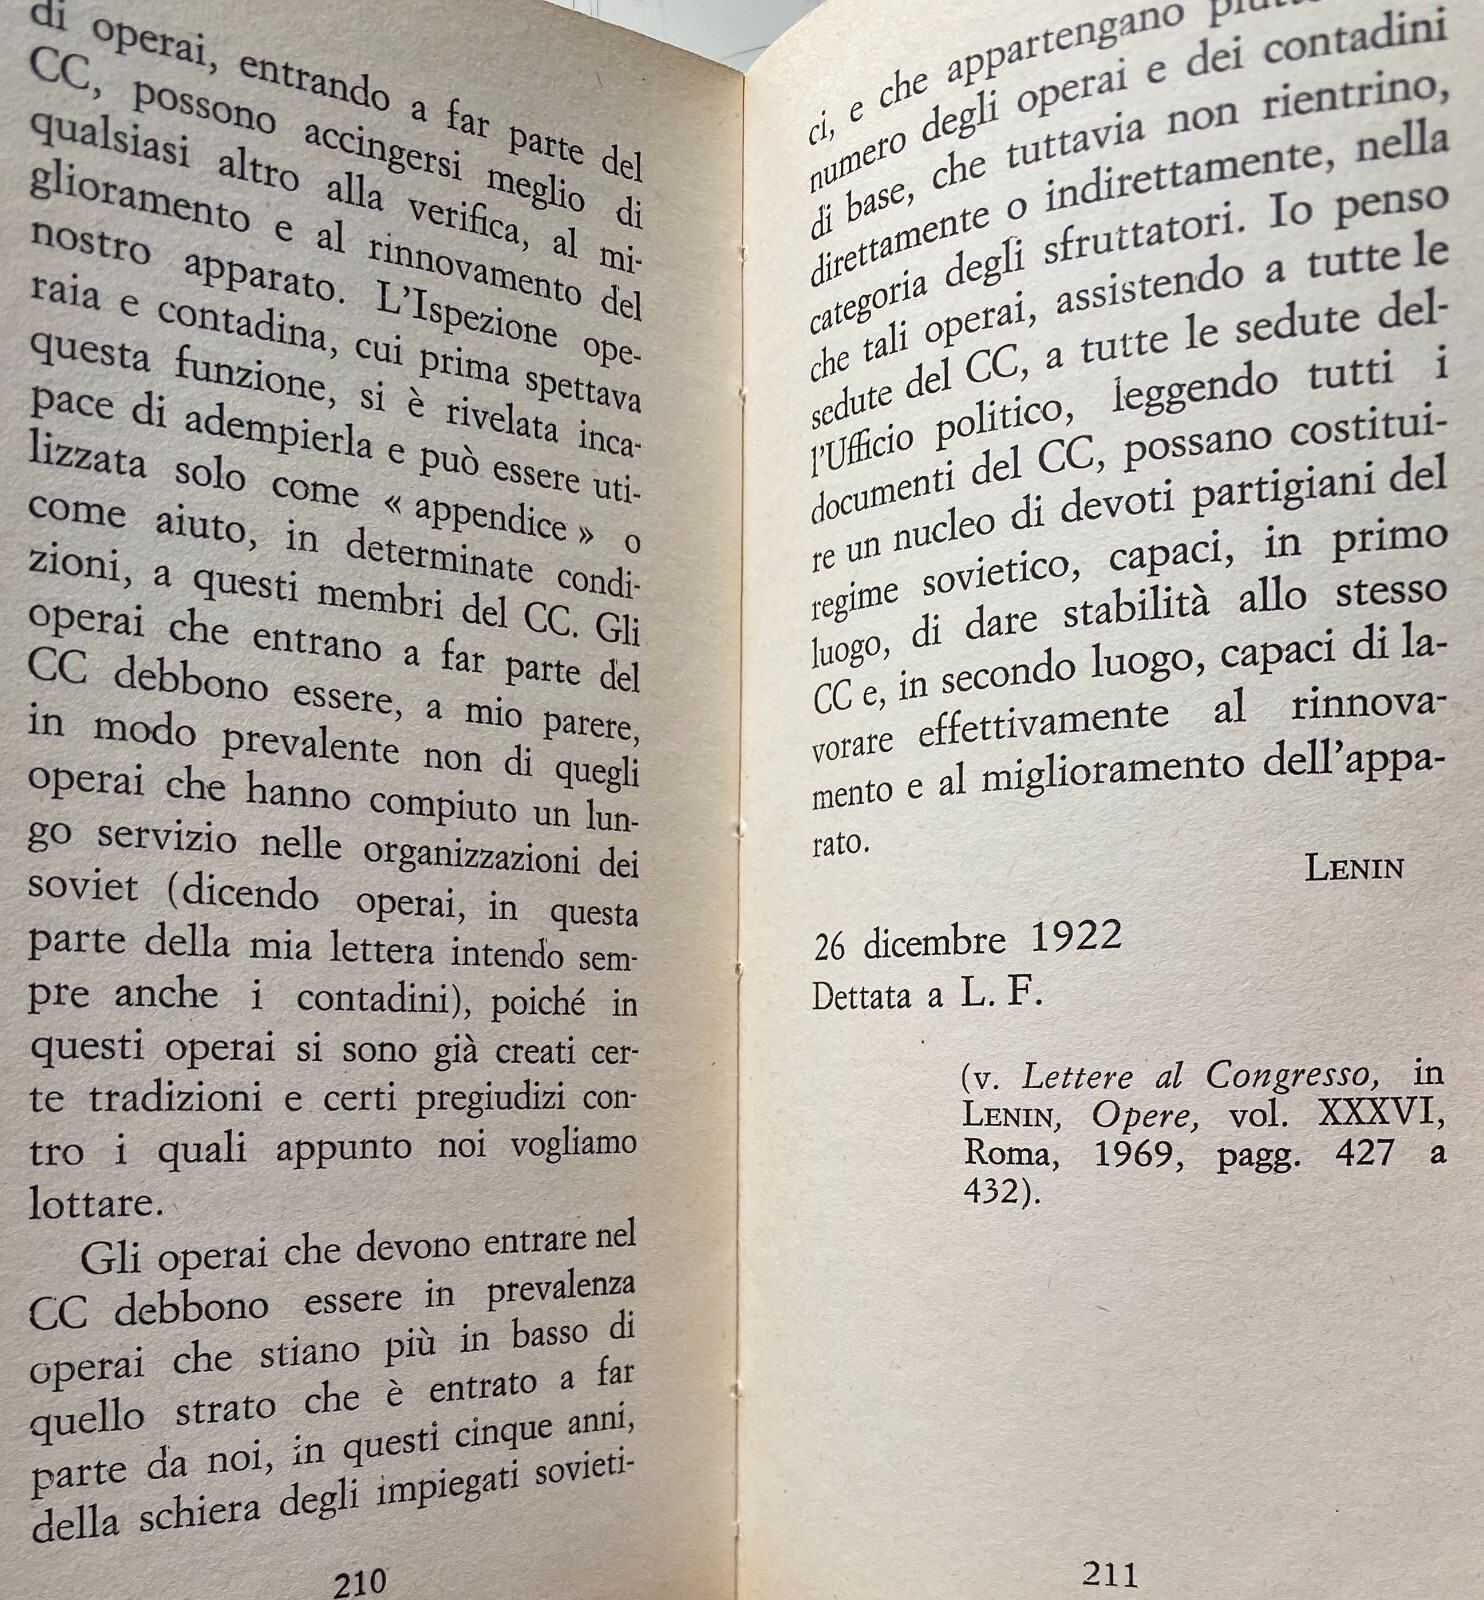 di operai, entrando a far parte del
CC, possono accingersi meglio di
qualsiasi altro alla verifica, al mi-
glioramento e al rinnovamento del
nostro apparato. L'Ispezione ope-
raia e contadina, cui prima spettava
questa funzione, si è rivelata inca-
pace di adempierla e può essere uti-
lizzata solo come « appendice » o
come aiuto, in determinate condi-
zioni, a questi membri del CC. Gli
operai che entrano a far parte del
CC debbono essere, a mio parere,
in modo prevalente non di quegli
operai che hanno compiuto un lun-
go servizio nelle organizzazioni dei
soviet (dicendo operai, in questa
parte della mia lettera intendo sem-
pre anche i contadini), poiché in
questi operai si sono già creati cer-
te tradizioni e certi pregiudizi con-
tro i quali appunto noi vogliamo
lottare.
Gli operai che devono entrare nel
CC debbono essere in prevalenza
operai che stiano più in basso di
quello strato che è entrato a far
parte da noi, in questi cinque anni,
della schiera degli impiegati sovieti-
210
ci, e che appartengano
numero degli operai e dei contadini
di base, che tuttavia non rientrino,
direttamente o indirettamente, nella
categoria degli sfruttatori. Io penso
che tali operai, assistendo a tutte le
sedute del CC, a tutte le sedute del-
l'Ufficio politico, leggendo tutti i
documenti del CC, possano costitui-
re un nucleo di devoti partigiani del
regime sovietico, capaci, in primo
luogo, di dare stabilità allo stesso
CC e, in secondo luogo, capaci di la-
vorare effettivamente al rinnova-
mento e al miglioramento dell'appa-
rato.
LENIN
26 dicembre 1922
Dettata a L. F.
(v. Lettere al Congresso, in
LENIN, Opere, vol. XXXVI,
Roma, 1969, pagg. 427 a
432).
211